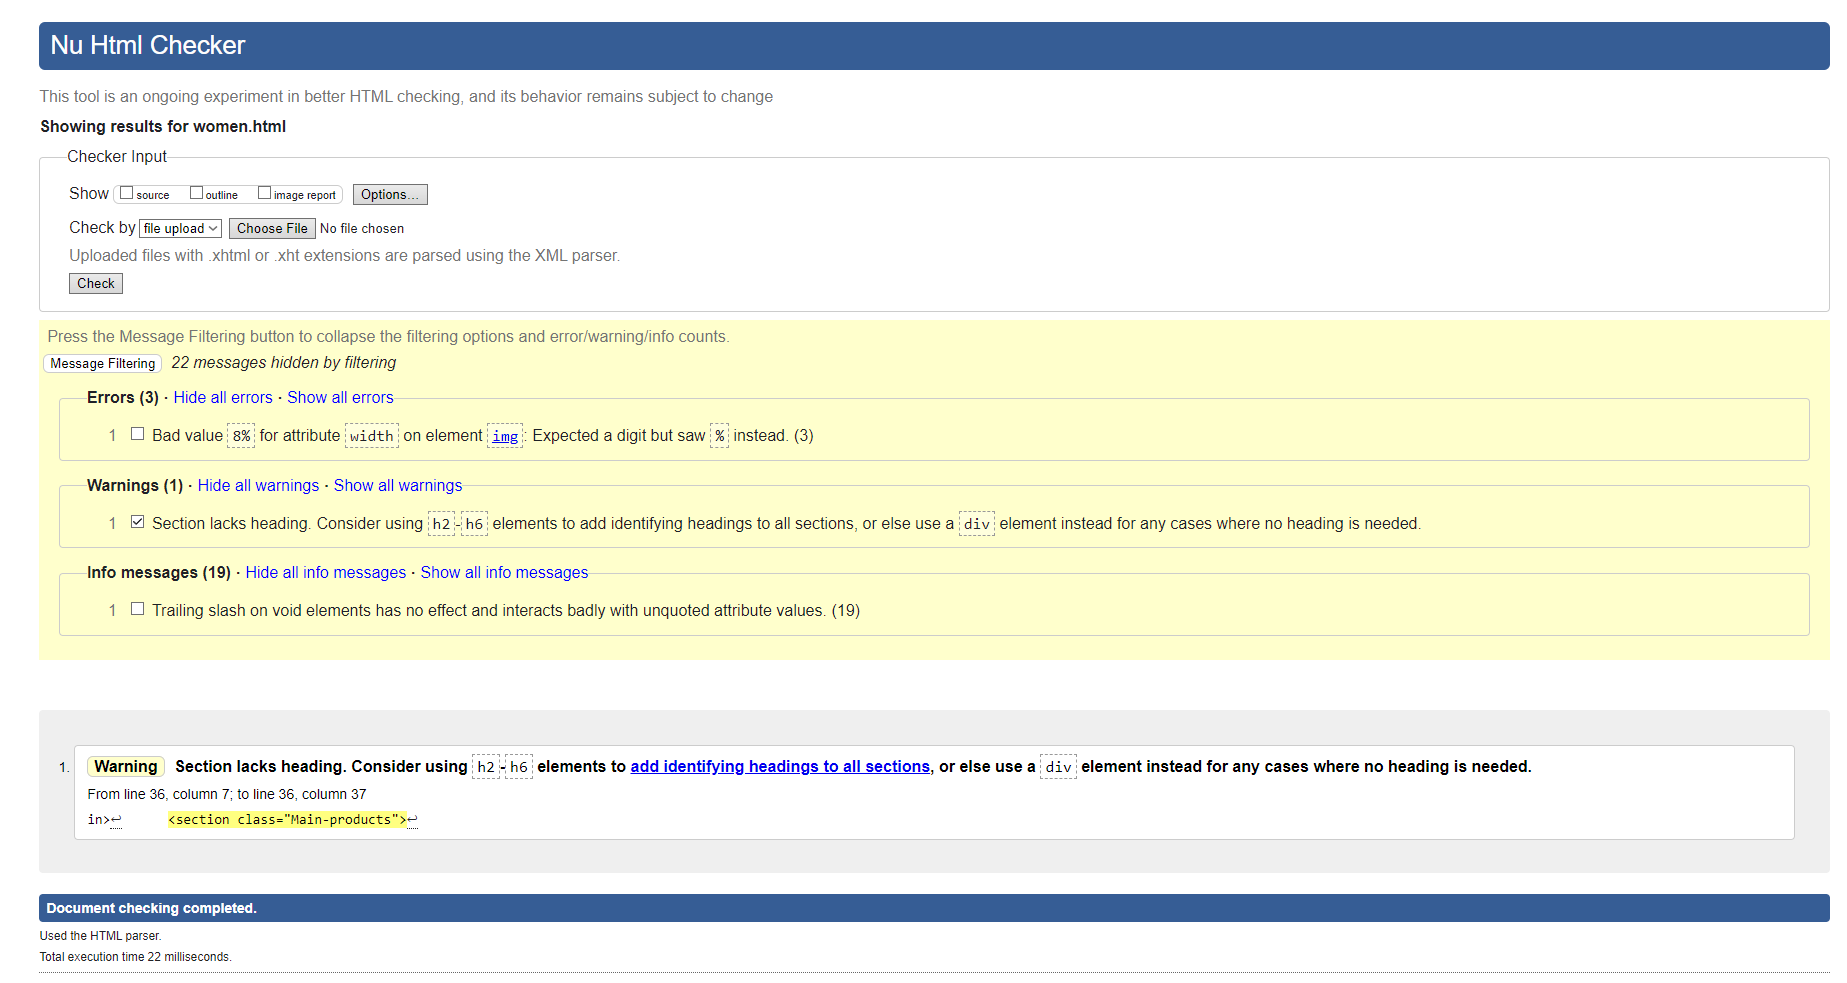 Nu Html Checker
This tool is an ongoing experiment in better HTML checking, and its behavior remains subject to change
Showing results for women.html
Checker Input
Show source outline image report Options...
Check by file upload Choose File No file chosen
Uploaded files with .xhtml or .xht extensions are parsed using the XML parser.
Check
Press the Message Filtering button to collapse the filtering options and error/warning/info counts.
Message Filtering 22 messages hidden by filtering
Errors (3) · Hide all errors · Show all errors
1 Bad value 8% for attribute width on element img: Expected a digit but saw % instead. (3)
Warnings (1) · Hide all warnings · Show all warnings
1 Section lacks heading. Consider using h2-h6 elements to add identifying headings to all sections, or else use a div element instead for any cases where no heading is needed.
Info messages (19) · Hide all info messages · Show all info messages
1 Trailing slash on void elements has no effect and interacts badly with unquoted attribute values. (19)
1. Warning Section lacks heading. Consider using h2-h6 elements to add identifying headings to all sections, or else use a div element instead for any cases where no heading is needed.
From line 36, column 7; to line 36, column 37
in>↩ <section class="Main-products">↩
Document checking completed.
Used the HTML parser.
Total execution time 22 milliseconds.